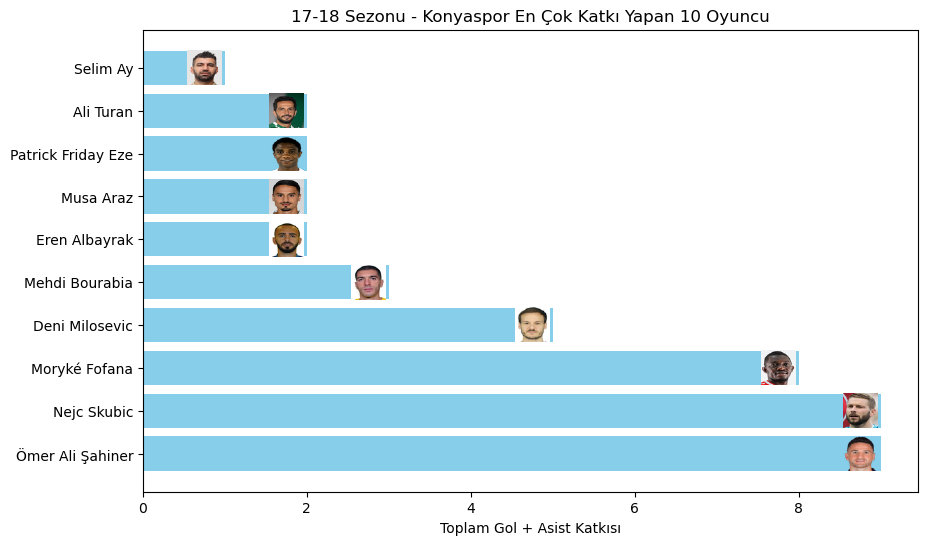 17-18 Sezonu - Konyaspor En Çok Katkı Yapan 10 Oyuncu
Selim Ay
Ali Turan
Patrick Friday Eze
Musa Araz
Eren Albayrak
Mehdi Bourabia
Deni Milosevic
Moryké Fofana
Nejc Skubic
Ömer Ali Şahiner
0 2 4 6 8
Toplam Gol + Asist Katkısı